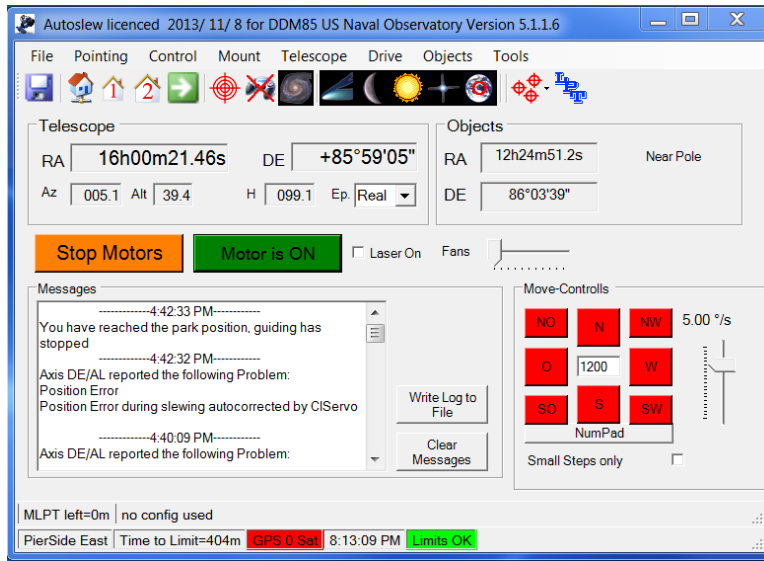 Autoslew licenced 2013/ 11/ 8 for DDM85 US Naval Observatory Version 5.1.1.6
File Pointing Control Mount Telescope Drive Objects Tools
1 2
Telescope
RA 16h00m21.46s DE +85°59'05"
Az 005.1 Alt 39.4 H 099.1 Ep. Real
Objects
RA 12h24m51.2s Near Pole
DE 86°03'39"
Stop Motors Motor is ON Laser On Fans
Messages
-------------4:42:33 PM------------
You have reached the park position, guiding has
stopped
-------------4:42:32 PM------------
Axis DE/AL reported the following Problem:
Position Error
Position Error during slewing autocorrected by ClServo
-------------4:40:09 PM------------
Axis DE/AL reported the following Problem:
Write Log to
File
Clear
Messages
Move-Controlls
NO N NW 5.00 °/s
O 1200 W
SO S SW
NumPad
Small Steps only
MLPT left=0m no config used
PierSide East Time to Limit=404m GPS 0 Sat 8:13:09 PM Limits OK